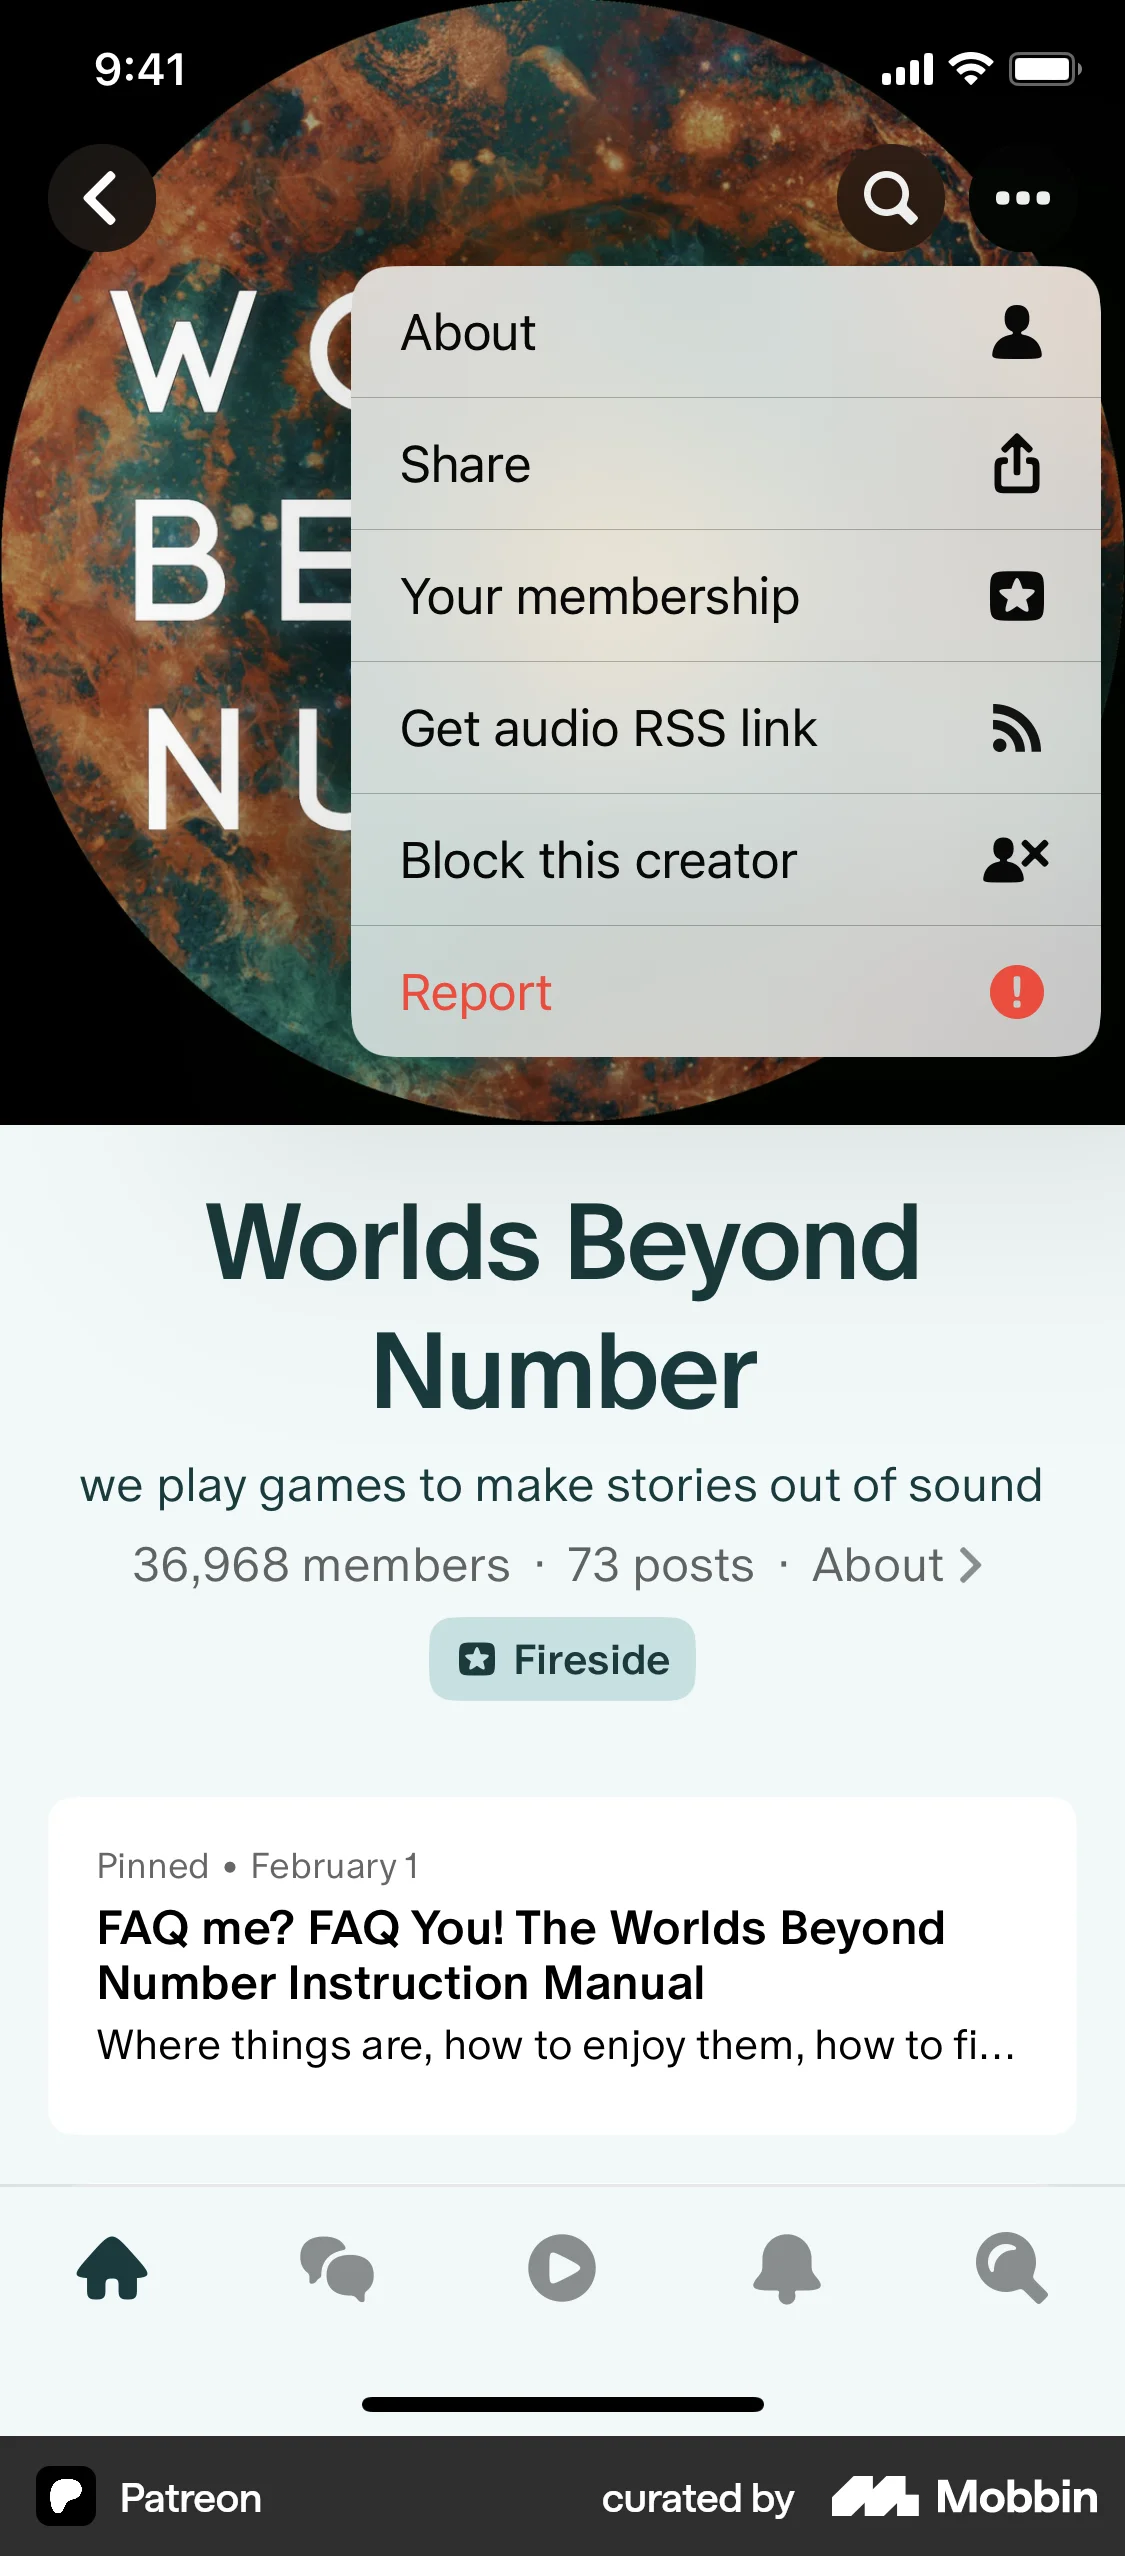 9:41
WO
BE
NU
About
Share
Your membership
Get audio RSS link
Block this creator
Report
Worlds Beyond
Number
we play games to make stories out of sound
36,968 members · 73 posts · About
Fireside
Pinned • February 1
FAQ me? FAQ You! The Worlds Beyond
Number Instruction Manual
Where things are, how to enjoy them, how to fi...
Patreon
curated by Mobbin